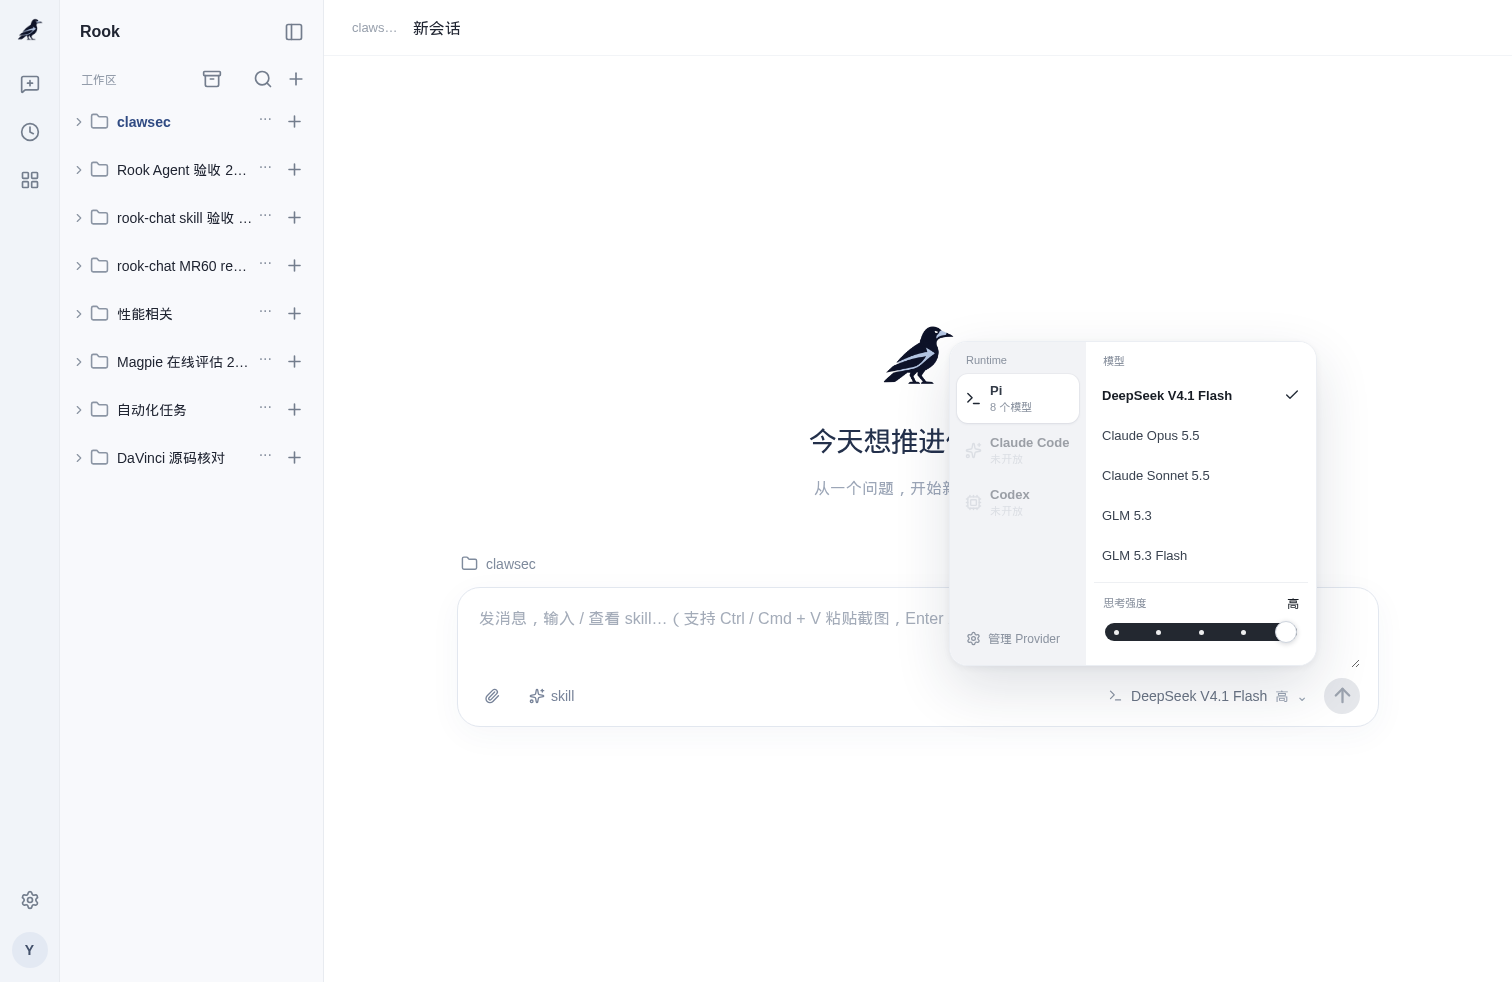 Rook
工作区
clawsec
Rook Agent 验收 2…
rook-chat skill 验收 …
rook-chat MR60 re…
性能相关
Magpie 在线评估 2…
自动化任务
DaVinci 源码核对
Y
claws…
新会话
今天想推进
从一个问题，开始新
clawsec
发消息，输入 / 查看 skill…（支持 Ctrl / Cmd + V 粘贴截图，Enter
skill
DeepSeek V4.1 Flash 高
Runtime
Pi
8 个模型
Claude Code
未开放
Codex
未开放
管理 Provider
模型
DeepSeek V4.1 Flash
Claude Opus 5.5
Claude Sonnet 5.5
GLM 5.3
GLM 5.3 Flash
思考强度
高